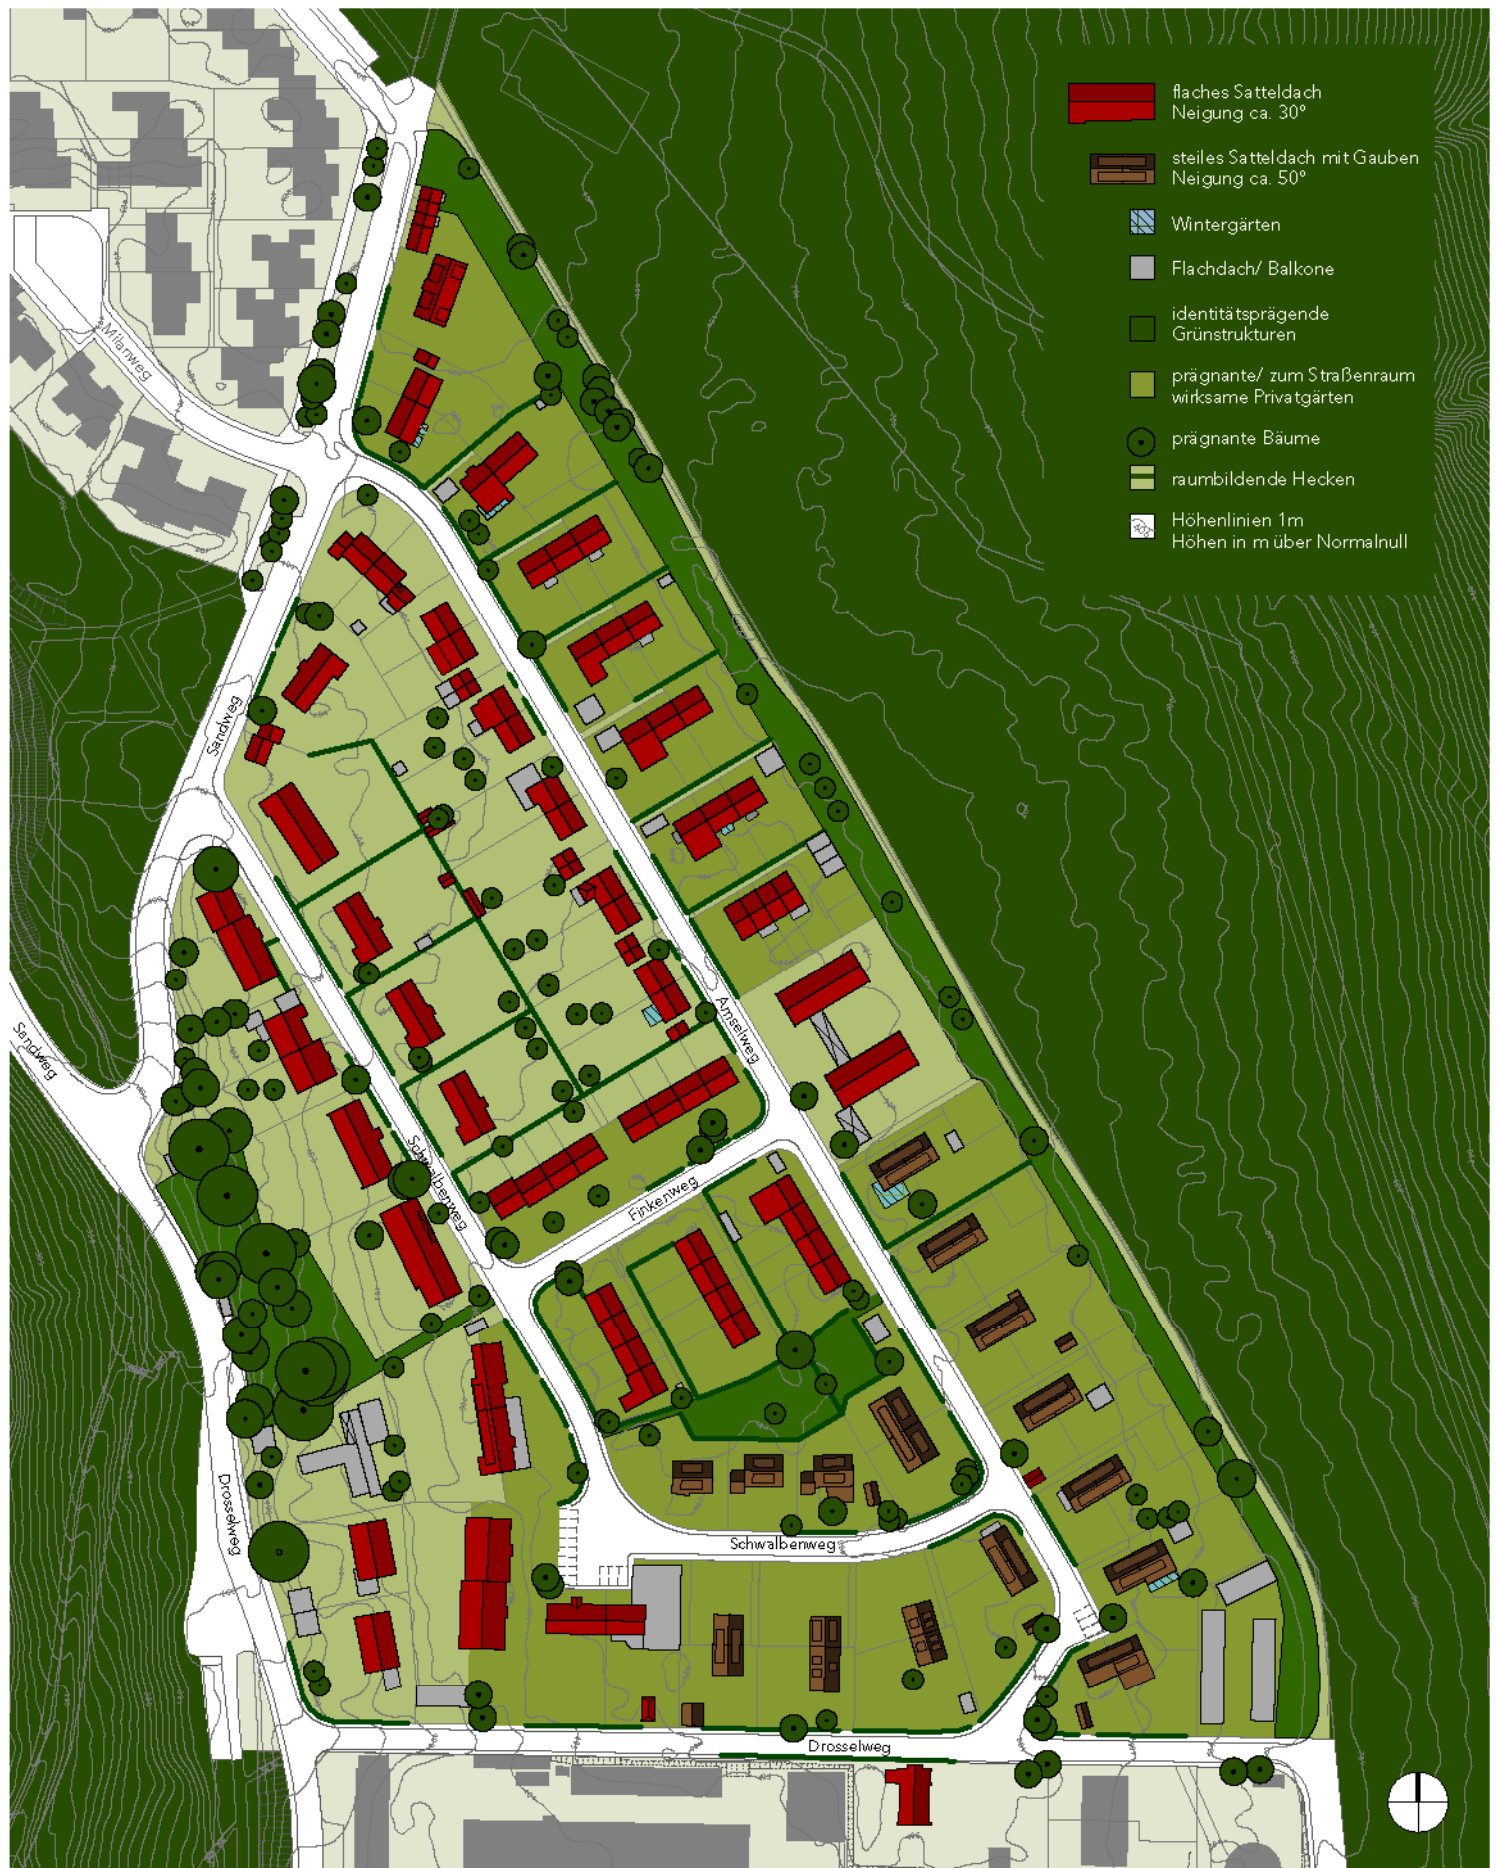 flaches Satteldach
Neigung ca. 30°
steiles Satteldach mit Gauben
Neigung ca. 50°
Wintergärten
Flachdach/ Balkone
identitätsprägende
Grünstrukturen
prägnante/ zum Straßenraum
wirksame Privatgärten
prägnante Bäume
raumbildende Hecken
Höhenlinien 1m
Höhen in m über Normalnull
Milanweg
Sandweg
Sandweg
Amselweg
Schwalbenweg
Finkenweg
Drosselweg
Schwalbenweg
Drosselweg